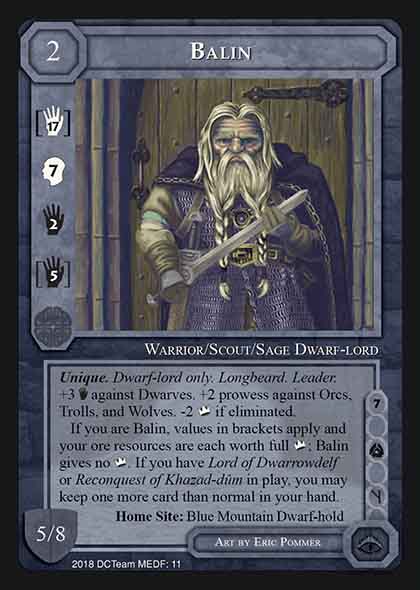 2
BALIN
[17]
7
2
[5]
WARRIOR/SCOUT/SAGE DWARF-LORD
Unique. Dwarf-lord only. Longbeard. Leader.
+3 against Dwarves. +2 prowess against Orcs,
Trolls, and Wolves. -2 if eliminated.
If you are Balin, values in brackets apply and
your ore resources are each worth full ; Balin
gives no . If you have Lord of Dwarrowdelf
or Reconquest of Khazad-dûm in play, you may
keep one more card than normal in your hand.
Home Site: Blue Mountain Dwarf-hold
7
5/8
ART BY ERIC POMMER
2018 DCTeam MEDF: 11